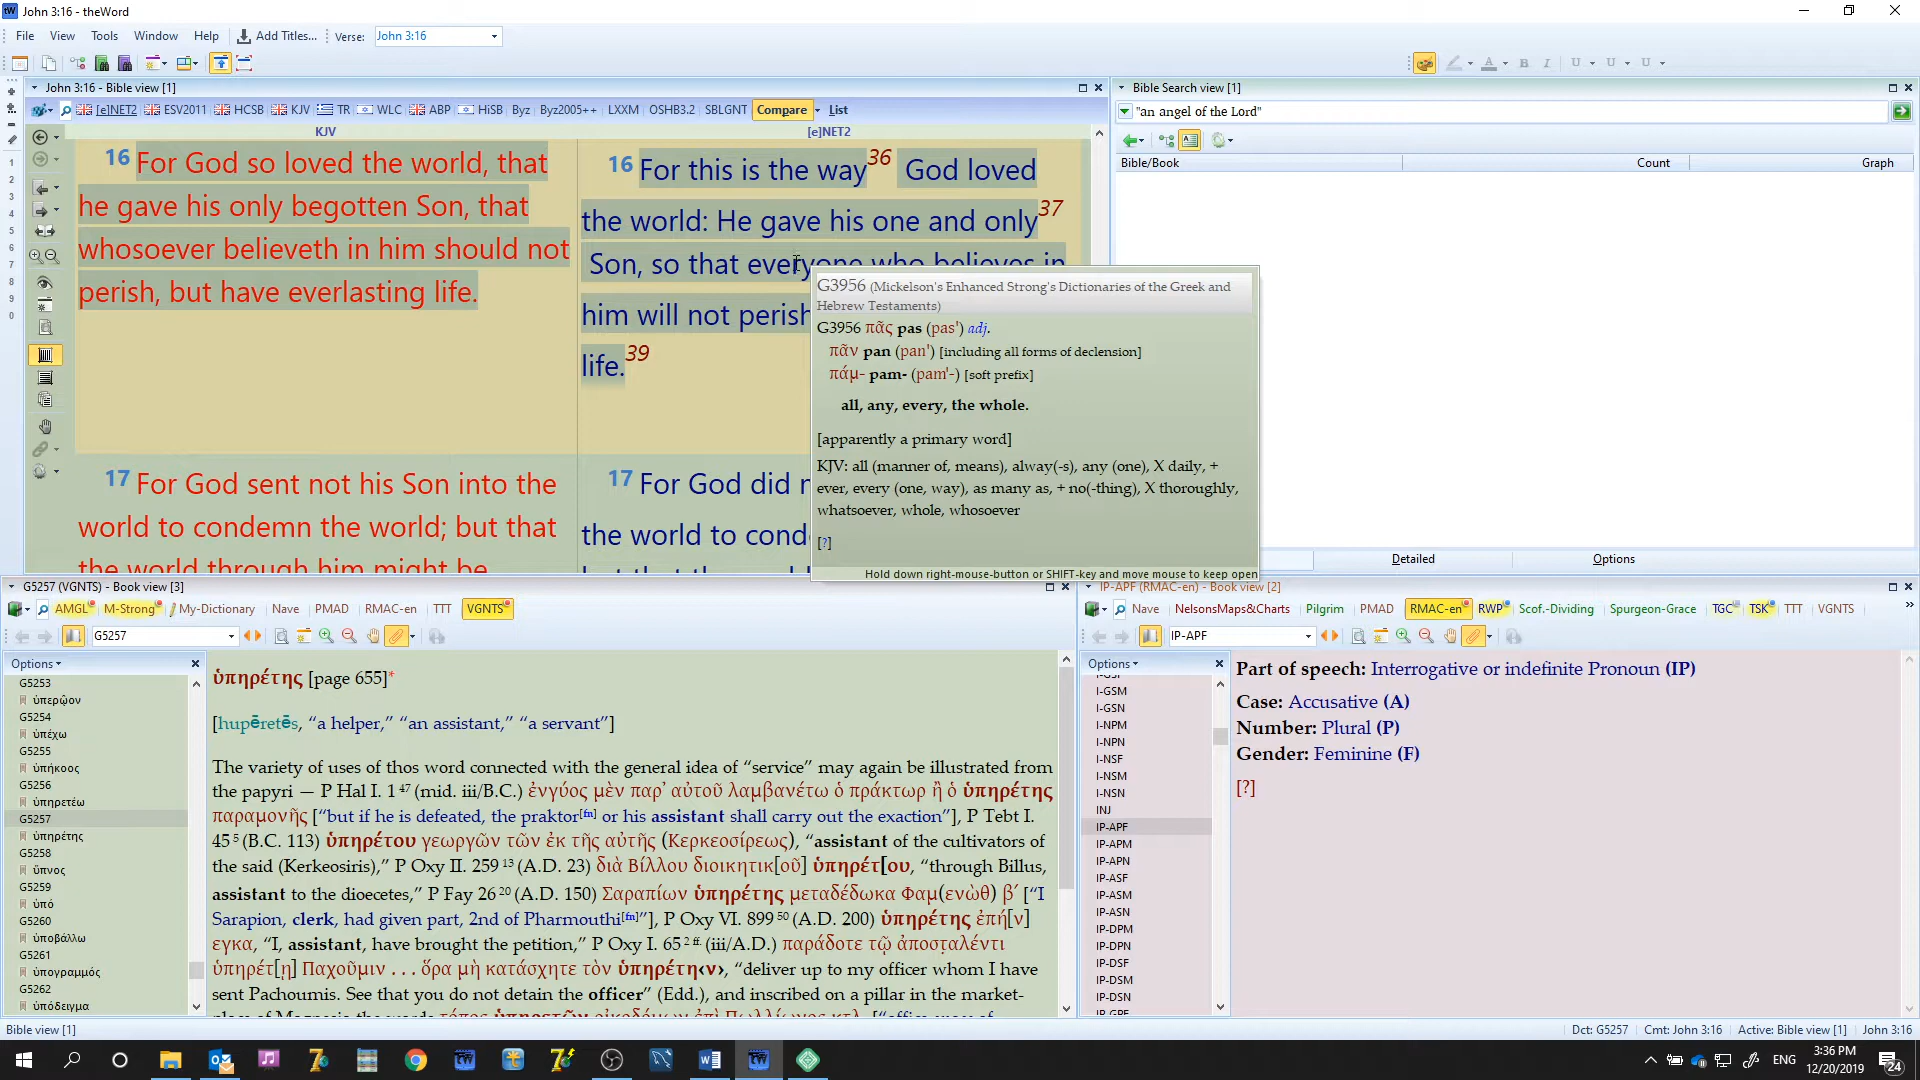 John 3:16 - theWord
File View Tools Window Help Add Titles... Verse: John 3:16
John 3:16 - Bible view [1]
[e]NET2 ESV2011 HCSB KJV TR WLC ABP HiSB Byz Byz2005++ LXXM OSHB3.2 SBLGNT Compare List
KJV
16 For God so loved the world, that
he gave his only begotten Son, that
whosoever believeth in him should not
perish, but have everlasting life.
17 For God sent not his Son into the
world to condemn the world; but that
the world through him might be
[e]NET2
16 For this is the way36 God loved
the world: He gave his one and only37
Son, so that everyone who believes in
him will not perish
life.39
17 For God did n
the world to cond
1
2
3
4
5
6
7
8
9
0
G3956 (Mickelson's Enhanced Strong's Dictionaries of the Greek and
Hebrew Testaments)
G3956 πᾶς pas (pas') adj.
πᾶν pan (pan') [including all forms of declension]
πάμ- pam- (pam'-) [soft prefix]
all, any, every, the whole.
[apparently a primary word]
KJV: all (manner of, means), alway(-s), any (one), X daily, +
ever, every (one, way), as many as, + no(-thing), X thoroughly,
whatsoever, whole, whosoever
[?]
Hold down right-mouse-button or SHIFT-key and move mouse to keep open
Bible Search view [1]
"an angel of the Lord"
Bible/Book Count Graph
Detailed Options
G5257 (VGNTS) - Book view [3]
AMGL M-Strong My-Dictionary Nave PMAD RMAC-en TTT VGNTS
G5257
Options
G5253
ὑπερῷον
G5254
ὑπέχω
G5255
ὑπήκοος
G5256
ὑπηρετέω
G5257
ὑπηρέτης
G5258
ὕπνος
G5259
ὑπό
G5260
ὑποβάλλω
G5261
ὑπογραμμός
G5262
ὑπόδειγμα
ὑπηρέτης [page 655]*
[hupēretēs, “a helper,” “an assistant,” “a servant”]
The variety of uses of thos word connected with the general idea of “service” may again be illustrated from
the papyri — P Hal I. 1 47 (mid. iii/B.C.) ἐνγύος μὲν παρ’ αὐτοῦ λαμβανέτω ὁ πράκτωρ ἢ ὁ ὑπηρέτης
παραμονῆς [“but if he is defeated, the praktor[fn] or his assistant shall carry out the exaction”], P Tebt I.
45 5 (B.C. 113) ὑπηρέτου γεωργῶν τῶν ἐκ τῆς αὐτῆς (Κερκεοσίρεως), “assistant of the cultivators of
the said (Kerkeosiris),” P Oxy II. 259 13 (A.D. 23) διὰ Βίλλου διοικητικ[οῦ] ὑπηρέτ[ου, “through Billus,
assistant to the dioecetes,” P Fay 26 20 (A.D. 150) Σαραπίων ὑπηρέτης μεταδέδωκα Φαμ(ενὼθ) β´ [“I
Sarapion, clerk, had given part, 2nd of Pharmouthi[fn]”], P Oxy VI. 899 50 (A.D. 200) ὑπηρέτης ἐπή[ν]
εγκα, “I, assistant, have brought the petition,” P Oxy I. 65 2 ff. (iii/A.D.) παράδοτε τῷ ἀποσταλέντι
ὑπηρέτ[ῃ] Παχοῦμιν . . . ὅρα μὴ κατάσχητε τὸν ὑπηρέτη‹ν›, “deliver up to my officer whom I have
sent Pachoumis. See that you do not detain the officer” (Edd.), and inscribed on a pillar in the market-
IP-APF (RMAC-en) - Book view [2]
Nave NelsonsMaps&Charts Pilgrim PMAD RMAC-en RWP Scof.-Dividing Spurgeon-Grace TGC TSK TTT VGNTS
IP-APF
Options
I-GSM
I-GSN
I-NPM
I-NPN
I-NSF
I-NSM
I-NSN
INJ
IP-APF
IP-APM
IP-APN
IP-ASF
IP-ASM
IP-ASN
IP-DPM
IP-DPN
IP-DSF
IP-DSM
IP-DSN
IP-GPF
Part of speech: Interrogative or indefinite Pronoun (IP)
Case: Accusative (A)
Number: Plural (P)
Gender: Feminine (F)
[?]
Bible view [1] Dct: G5257 Cmt: John 3:16 Active: Bible view [1] John 3:16
ENG 3:36 PM
12/20/2019 24